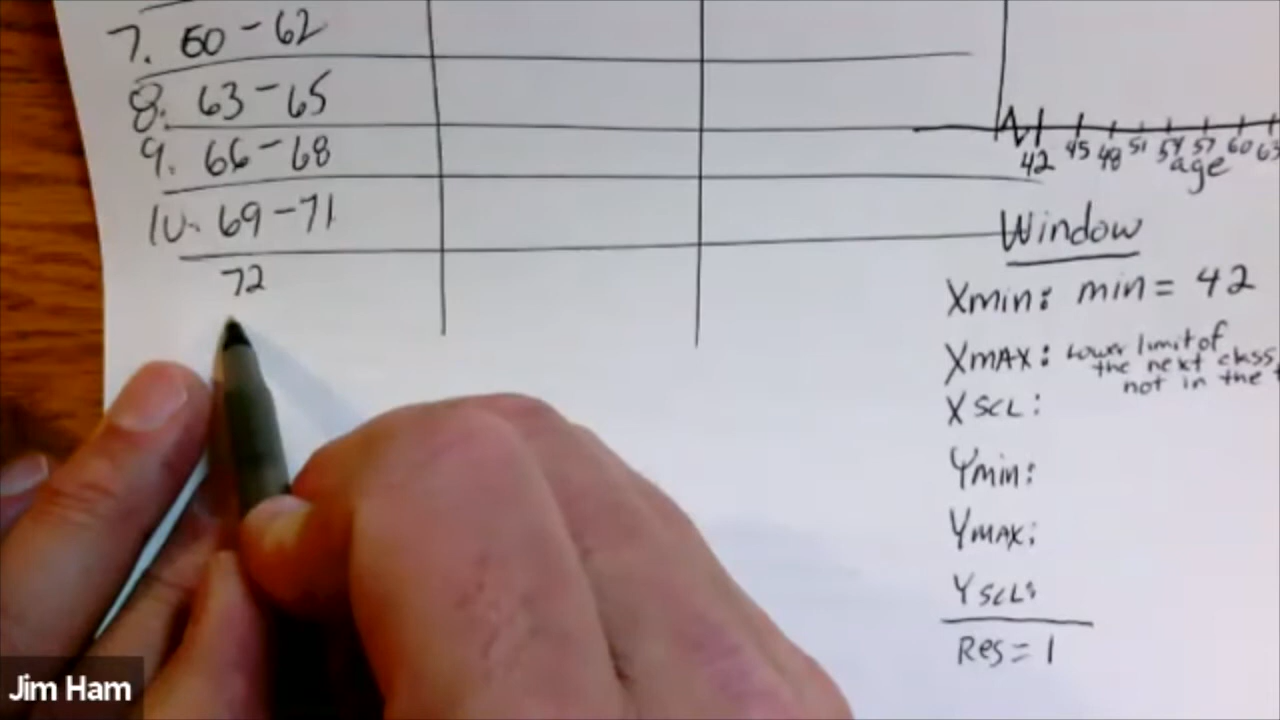 7. 60 - 62
8. 63 - 65
9. 66 - 68
10. 69 - 71
72
42 45 48 51 54 57 60 63
age
Window
Xmin: min = 42
XMAX: Lower limit of
the next class,
not in the
XSCL:
Ymin:
YMAX:
YSCL:
Res = 1
Jim Ham